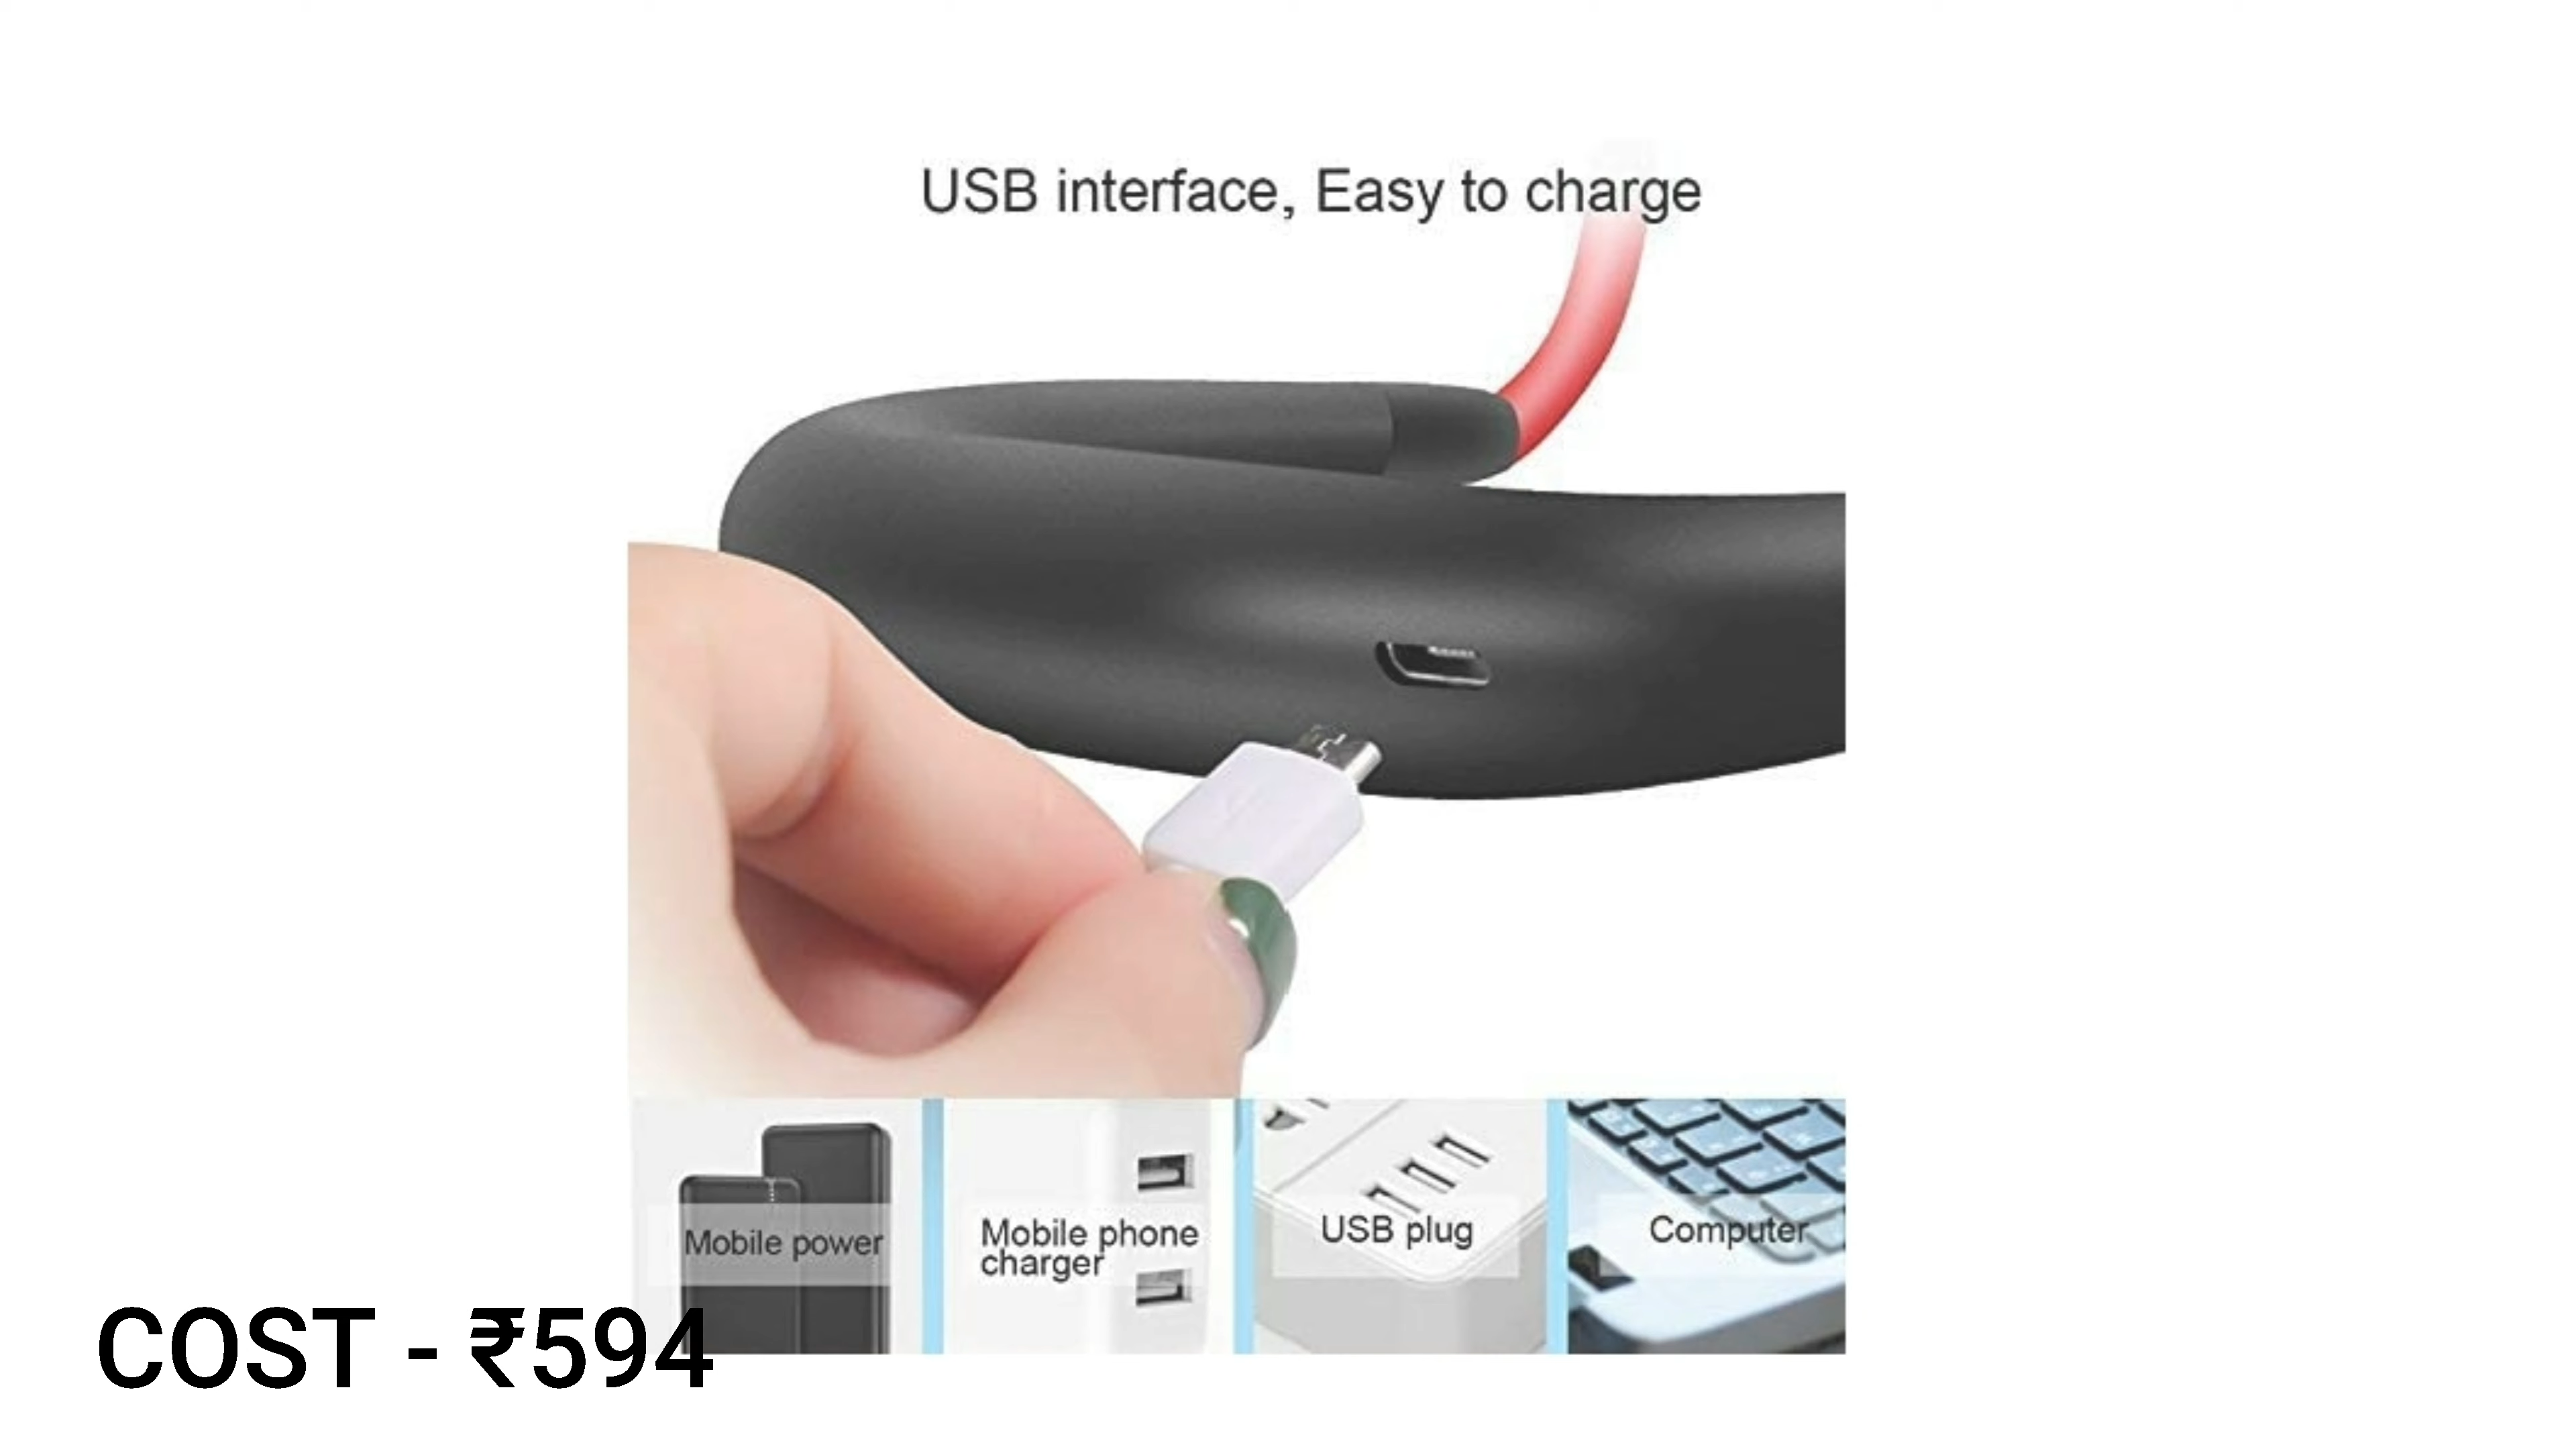 USB interface, Easy to charge
Mobile power
Mobile phone
charger
USB plug
Computer
COST - ₹594